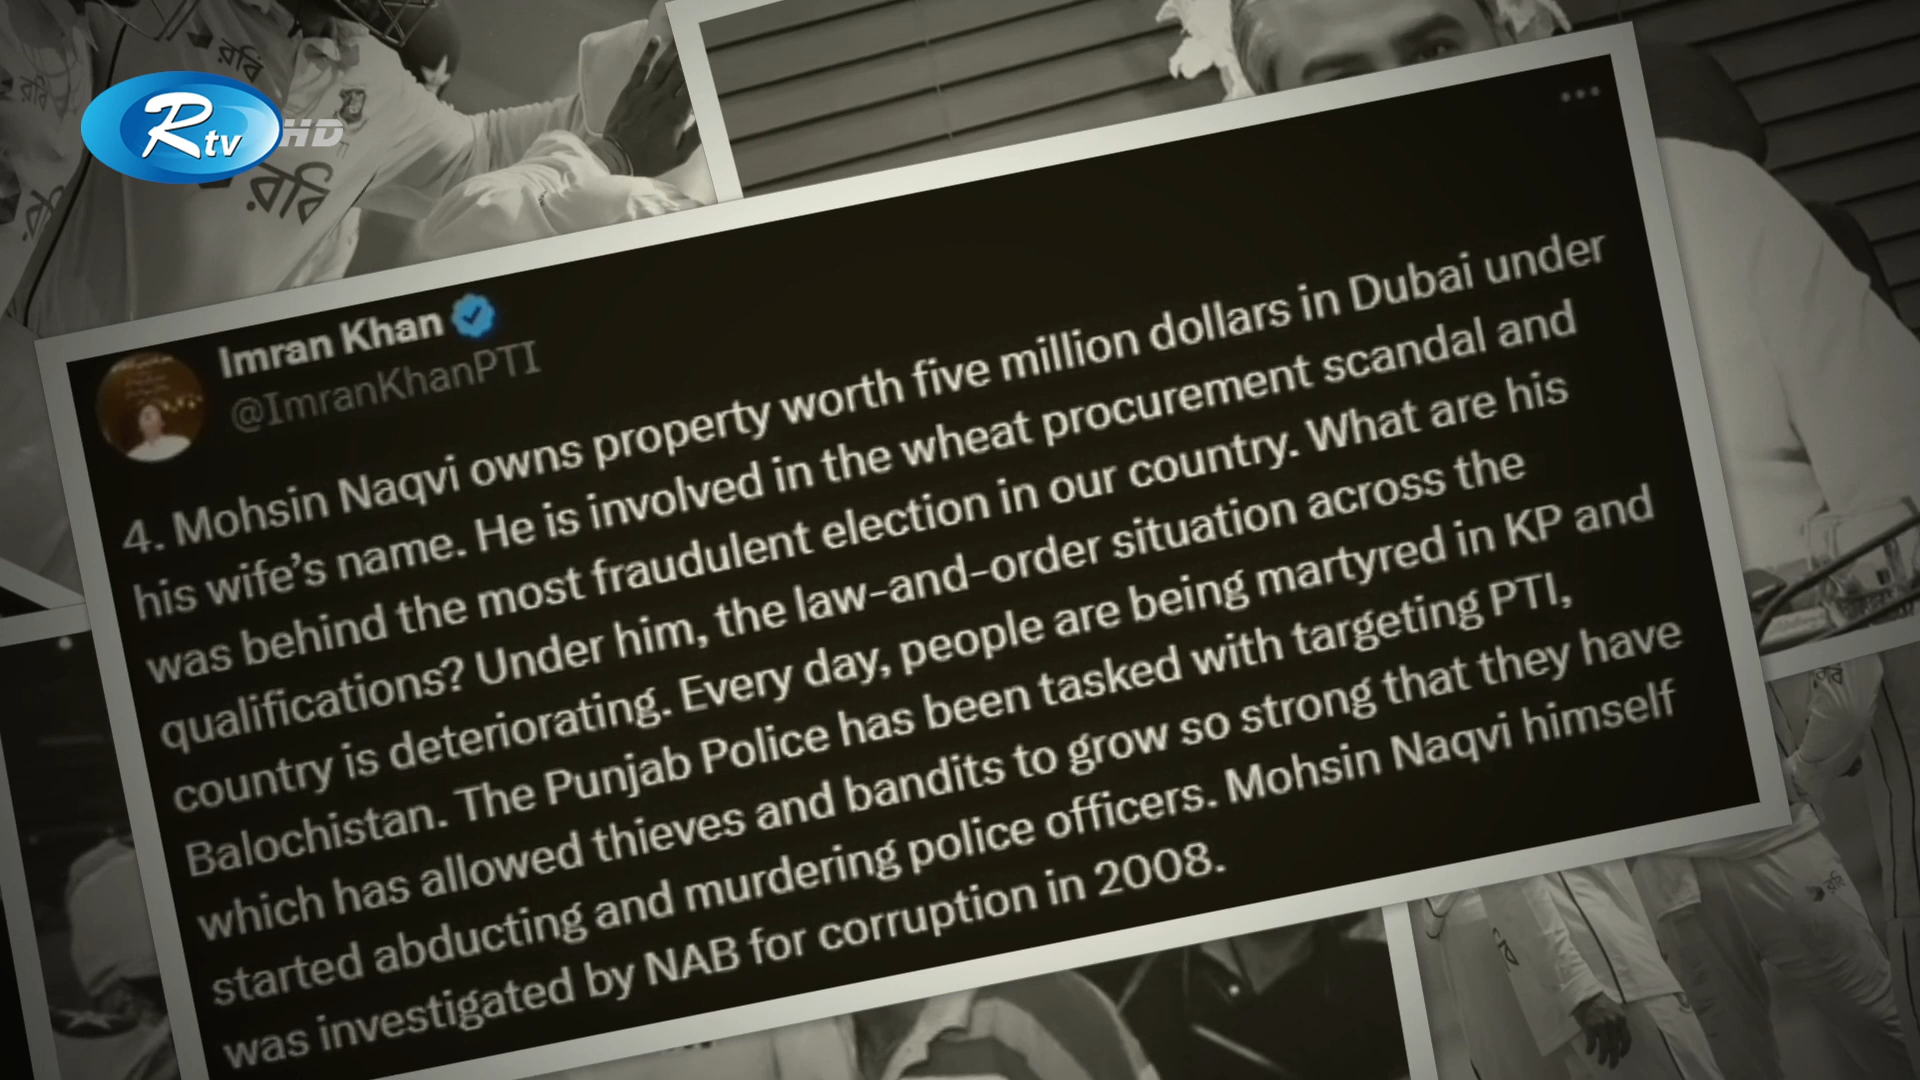 Rtv HD
রবি
রবি
রবি
Imran Khan
@ImranKhanPTI
4. Mohsin Naqvi owns property worth five million dollars in Dubai under
his wife’s name. He is involved in the wheat procurement scandal and
was behind the most fraudulent election in our country. What are his
qualifications? Under him, the law-and-order situation across the
country is deteriorating. Every day, people are being martyred in KP and
Balochistan. The Punjab Police has been tasked with targeting PTI,
which has allowed thieves and bandits to grow so strong that they have
started abducting and murdering police officers. Mohsin Naqvi himself
was investigated by NAB for corruption in 2008.
রবি